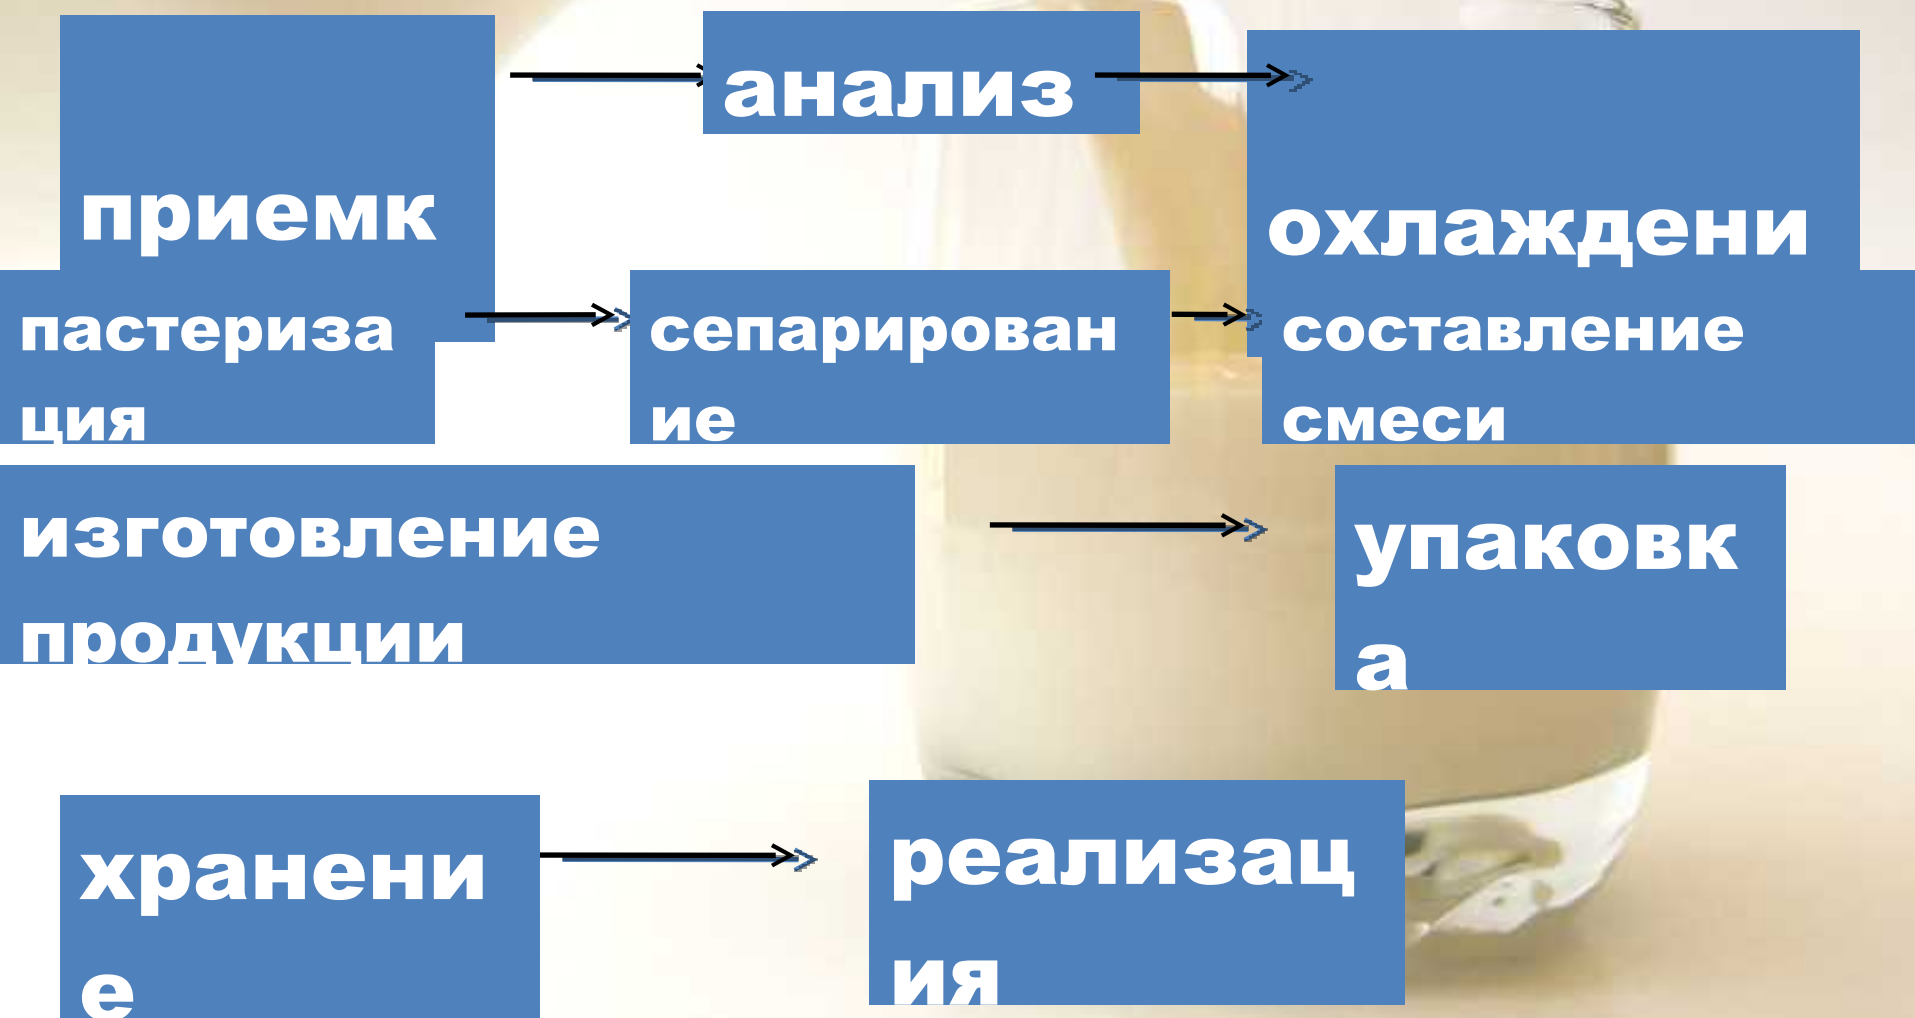 приемк
анализ
охлаждени
пастериза
ция
сепарирован
ие
составление
смеси
изготовление
продукции
упаковк
а
хранени
е
реализац
ия